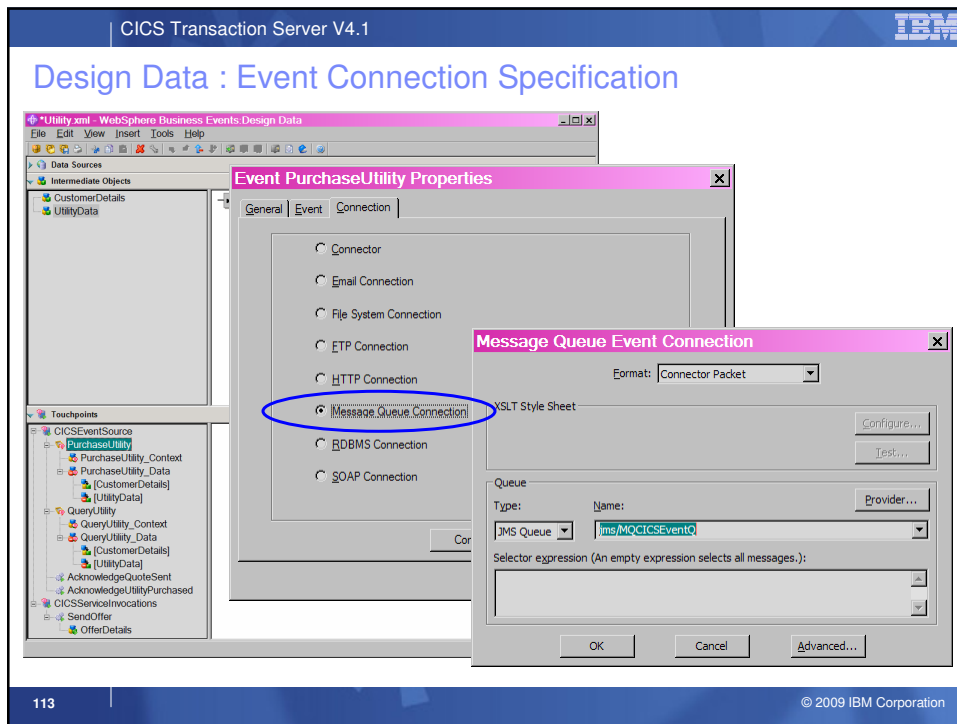 CICS Transaction Server V4.1
IBM
Design Data : Event Connection Specification
*Utility xml - WebSphere Business Events:Design Data
File Edit View Insert Tools Help
Data Sources
Intermediate Objects
CustomerDetails
UtilityData
Touchpoints
CICSEventSource
PurchaseUtility
PurchaseUtility_Context
PurchaseUtility_Data
[CustomerDetails]
[UtilityData]
QueryUtility
QueryUtility_Context
QueryUtiliity_Data
[CustomerDetails]
[UtilityData]
AcknowledgeQuoteSent
AcknowledgeUtilityPurchased
CICSServiceInvocations
SendOffer
OfferDetails
Event PurchaseUtility Properties
General Event Connection
Connector
Email Connection
File System Connection
FTP Connection
HTTP Connection
Message Queue Connection
RDBMS Connection
SOAP Connection
Message Queue Event Connection
Format: Connector Packet
XSLT Style Sheet
Configure...
Test...
Queue
Type: Name: Provider...
JMS Queue jms/MQCICSEventQ
Selector expression (An empty expression selects all messages.):
OK Cancel Advanced...
113
© 2009 IBM Corporation